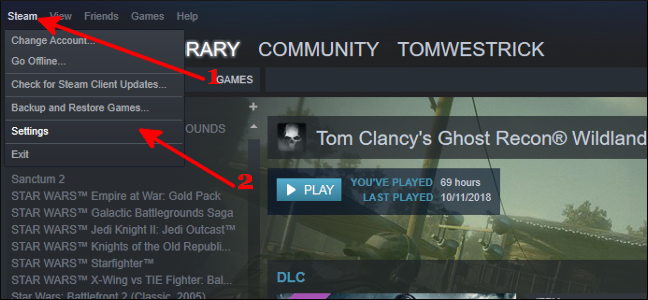 Steam View Friends Games Help
Change Account...
Go Offline...
Check for Steam Client Updates...
Backup and Restore Games...
Settings
Exit
1
2
RARY COMMUNITY TOMWESTRICK
GAMES
+
OUNDS
Sanctum 2
STAR WARS™ Empire at War: Gold Pack
STAR WARS™ Galactic Battlegrounds Saga
STAR WARS™ Jedi Knight II: Jedi Outcast™
STAR WARS™ Knights of the Old Republi...
STAR WARS™ Starfighter™
STAR WARS™ X-Wing vs TIE Fighter: Bal...
Star Wars: Battlefront 2 (Classic, 2005)
Tom Clancy's Ghost Recon® Wildland
PLAY
YOU'VE PLAYED 69 hours
LAST PLAYED 10/11/2018
DLC